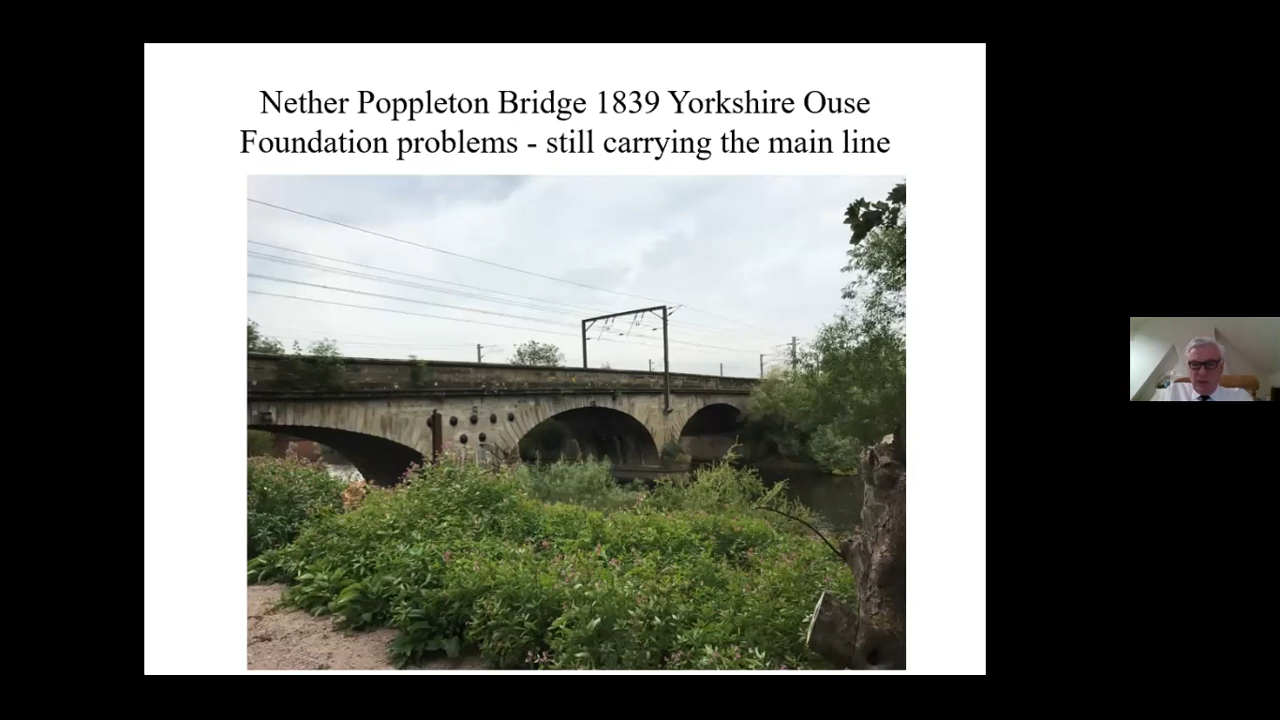 Nether Poppleton Bridge 1839 Yorkshire Ouse
Foundation problems - still carrying the main line